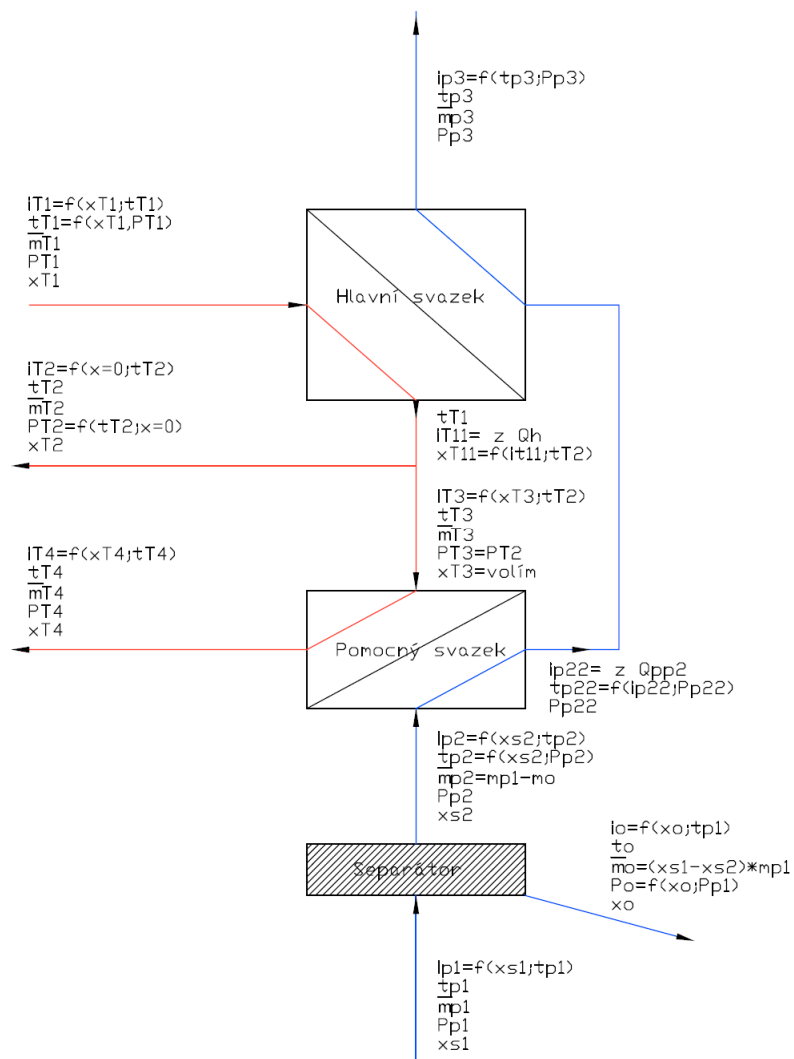 ip3=f(tp3;Pp3)
tp3
mp3
Pp3
iT1=f(xT1;tT1)
tT1=f(xT1,PT1)
mT1
PT1
xT1
Hlavní svazek
iT2=f(x=0;tT2)
tT2
mT2
PT2=f(tT2;x=0)
xT2
tT1
iT11= z Qh
xT11=f(it11;tT2)
iT3=f(xT3;tT2)
tT3
mT3
PT3=PT2
xT3=volím
iT4=f(xT4;tT4)
tT4
mT4
PT4
xT4
Pomocný svazek
ip22= z Qpp2
tp22=f(ip22;Pp22)
Pp22
ip2=f(xs2;tp2)
tp2=f(xs2;Pp2)
mp2=mp1-mo
Pp2
xs2
Separátor
io=f(xo;tp1)
to
mo=(xs1-xs2)*mp1
Po=f(xo;Pp1)
xo
ip1=f(xs1;tp1)
tp1
mp1
Pp1
xs1